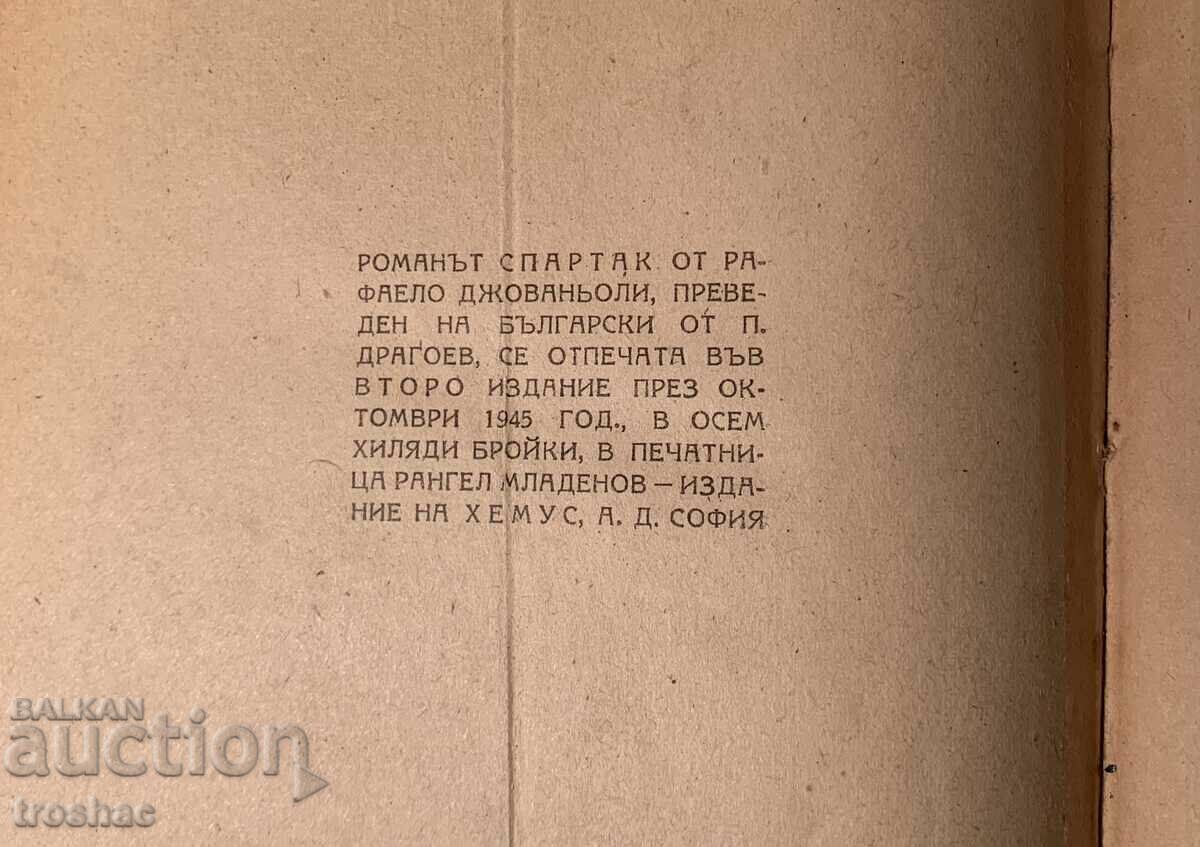 РОМАНЪТ СПАРТАК ОТ РА-
ФАЕЛО ДЖОВАНЬОЛИ, ПРЕВЕ-
ДЕН НА БЪЛГАРСКИ ОТ П.
ДРАГОЕВ, СЕ ОТПЕЧАТА ВЪВ
ВТОРО ИЗДАНИЕ ПРЕЗ ОК-
ТОМВРИ 1945 ГОД., В ОСЕМ
ХИЛЯДИ БРОЙКИ, В ПЕЧАТНИ-
ЦА РАНГЕЛ МЛАДЕНОВ — ИЗДА-
НИЕ НА ХЕМУС, А. Д. СОФИЯ
BALKAN
auction
troshac